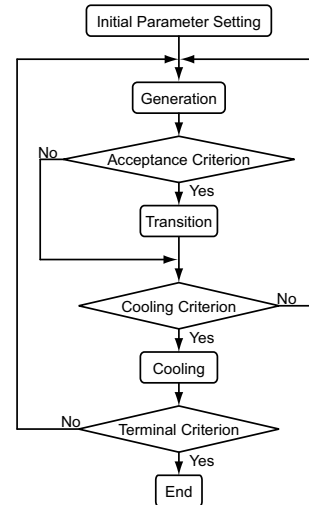 Initial Parameter Setting
Generation
No
Acceptance Criterion
Yes
Transition
Cooling Criterion
No
Yes
Cooling
No
Terminal Criterion
Yes
End